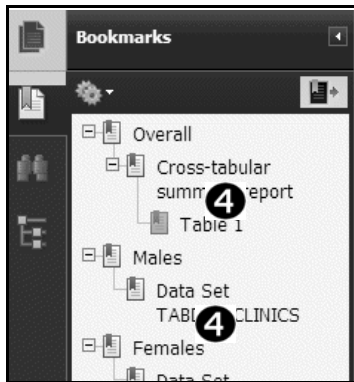 Bookmarks
Overall
Cross-tabular
report
4
Table 1
Males
Data Set
4 CLINICS
Females
Data Set